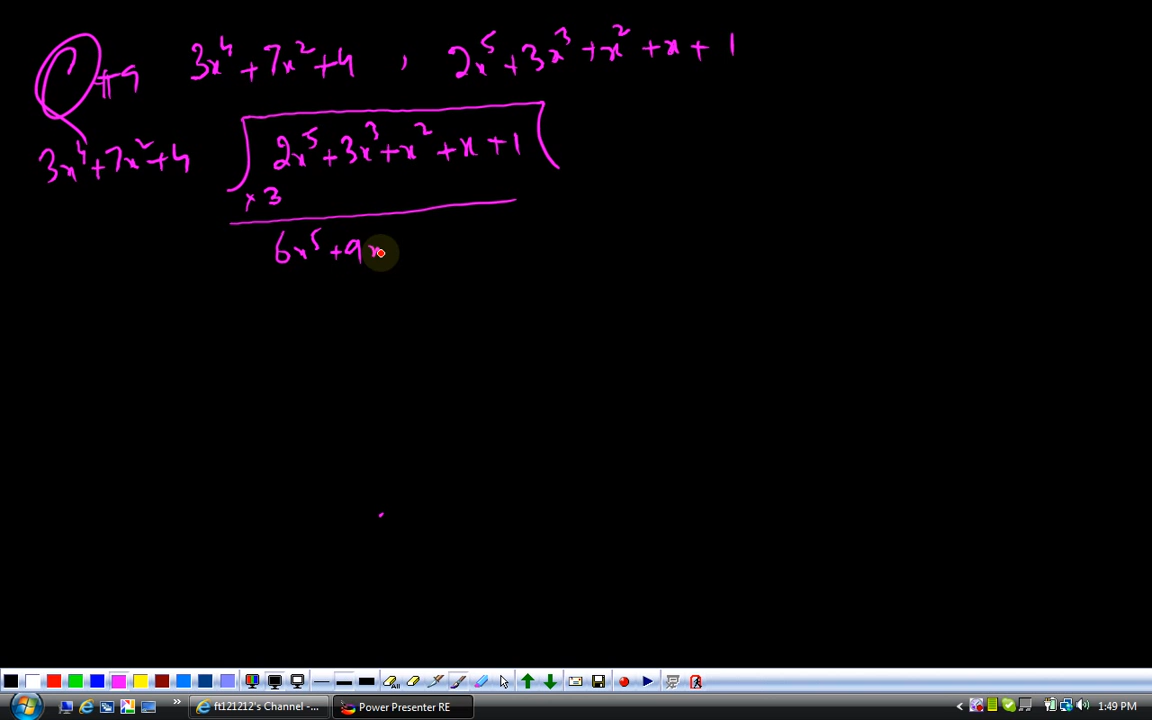 Q#9 3x⁴+7x²+4 , 2x⁵+3x³+x²+x+1
3x⁴+7x²+4 2x⁵+3x³+x²+x+1
×3
6x⁵+9x
ft121212's Channel -... Power Presenter RE 1:49 PM